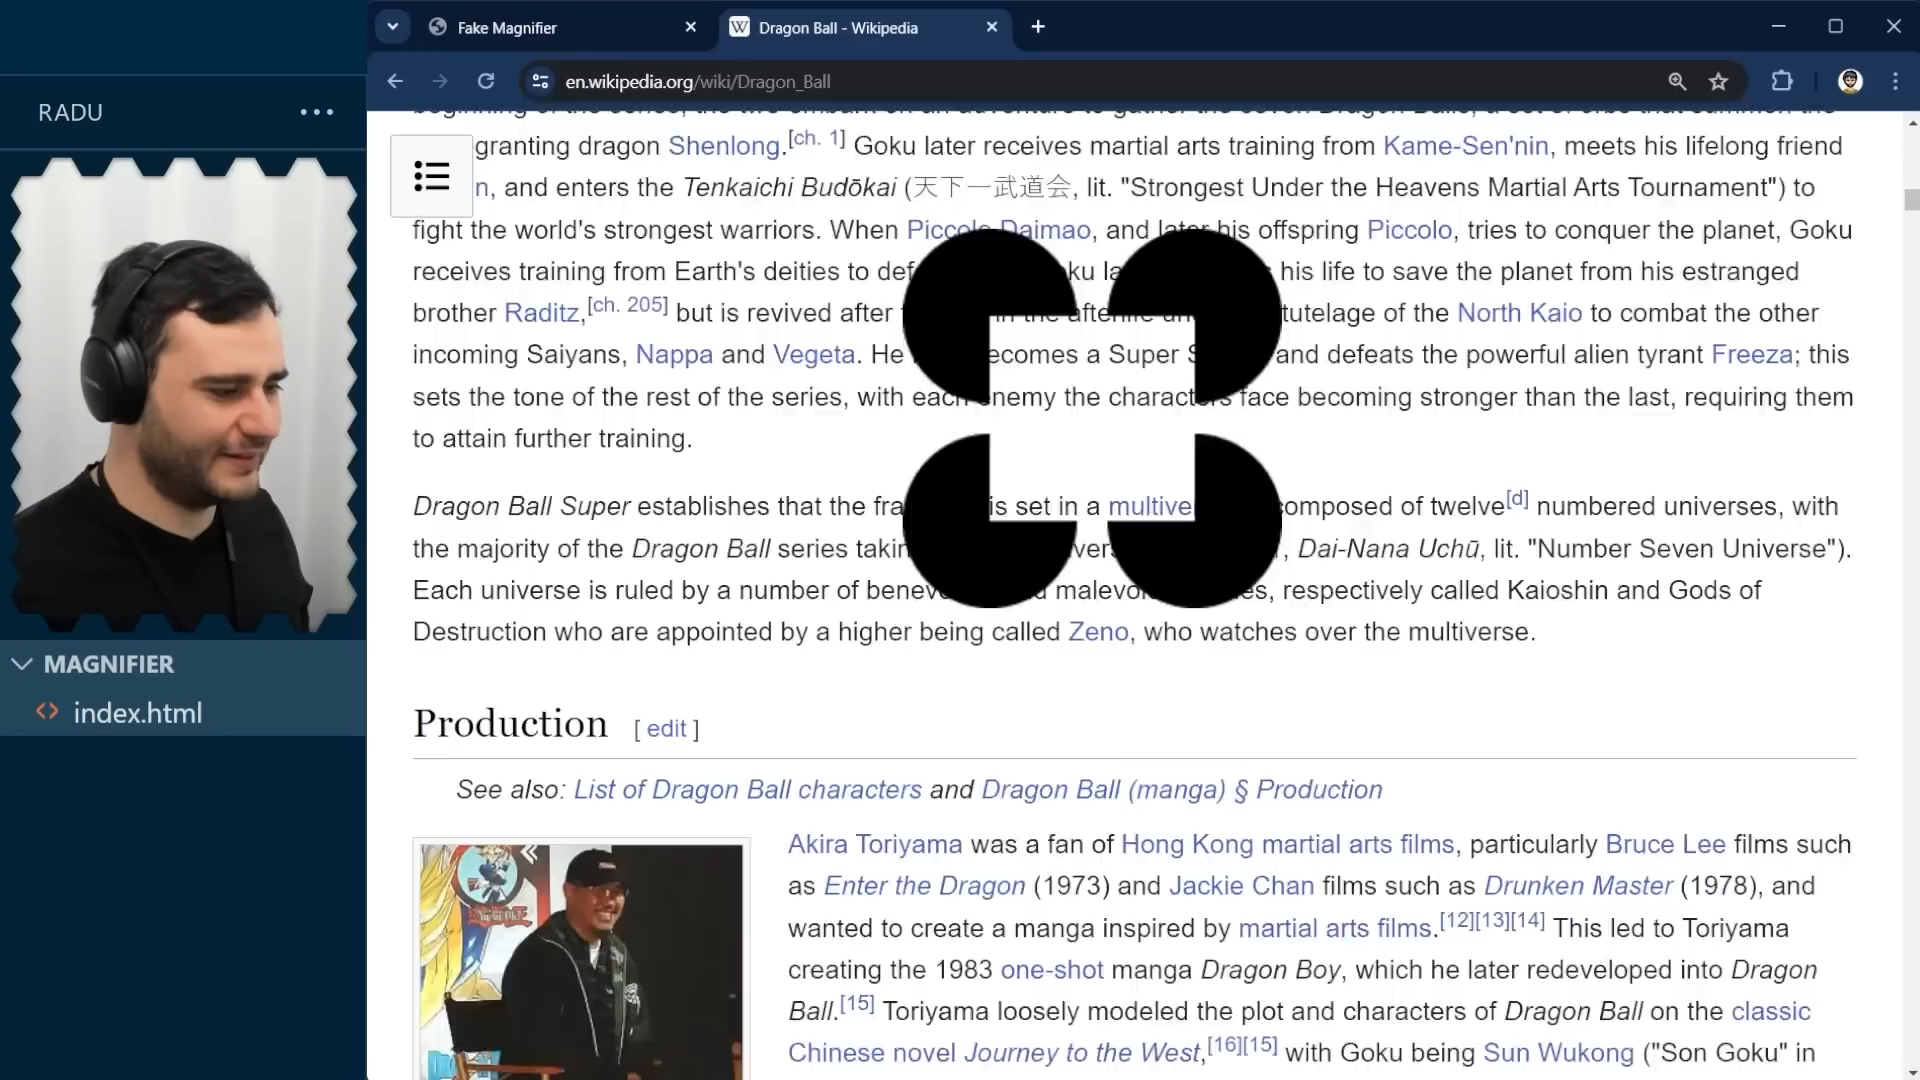 Fake Magnifier
Dragon Ball - Wikipedia
en.wikipedia.org/wiki/Dragon_Ball
RADU
MAGNIFIER
index.html
granting dragon Shenlong.[ch. 1] Goku later receives martial arts training from Kame-Sen'nin, meets his lifelong friend
n, and enters the Tenkaichi Budōkai (天下一武道会, lit. "Strongest Under the Heavens Martial Arts Tournament") to
fight the world's strongest warriors. When Piccolo Daimao, and later his offspring Piccolo, tries to conquer the planet, Goku
receives training from Earth's deities to def ku la his life to save the planet from his estranged
brother Raditz,[ch. 205] but is revived after in the afterlife and tutelage of the North Kaio to combat the other
incoming Saiyans, Nappa and Vegeta. He ecomes a Super S and defeats the powerful alien tyrant Freeza; this
sets the tone of the rest of the series, with each enemy the characters face becoming stronger than the last, requiring them
to attain further training.
Dragon Ball Super establishes that the fra is set in a multive composed of twelve[d] numbered universes, with
the majority of the Dragon Ball series takin vers , Dai-Nana Uchū, lit. "Number Seven Universe").
Each universe is ruled by a number of benevo malevo es, respectively called Kaioshin and Gods of
Destruction who are appointed by a higher being called Zeno, who watches over the multiverse.
Production [ edit ]
See also: List of Dragon Ball characters and Dragon Ball (manga) § Production
Akira Toriyama was a fan of Hong Kong martial arts films, particularly Bruce Lee films such
as Enter the Dragon (1973) and Jackie Chan films such as Drunken Master (1978), and
wanted to create a manga inspired by martial arts films.[12][13][14] This led to Toriyama
creating the 1983 one-shot manga Dragon Boy, which he later redeveloped into Dragon
Ball.[15] Toriyama loosely modeled the plot and characters of Dragon Ball on the classic
Chinese novel Journey to the West,[16][15] with Goku being Sun Wukong ("Son Goku" in